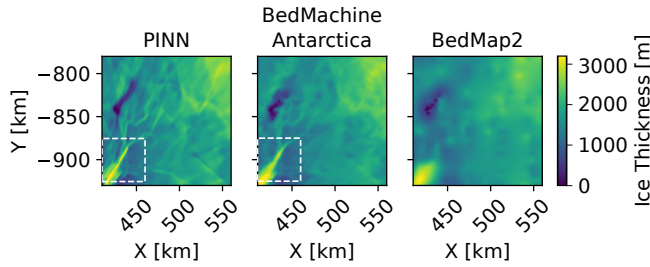 PINN
BedMachine
Antarctica
BedMap2
−800
−850
−900
Y [km]
450
500
550
X [km]
450
500
550
X [km]
450
500
550
X [km]
3000
2000
1000
0
Ice Thickness [m]